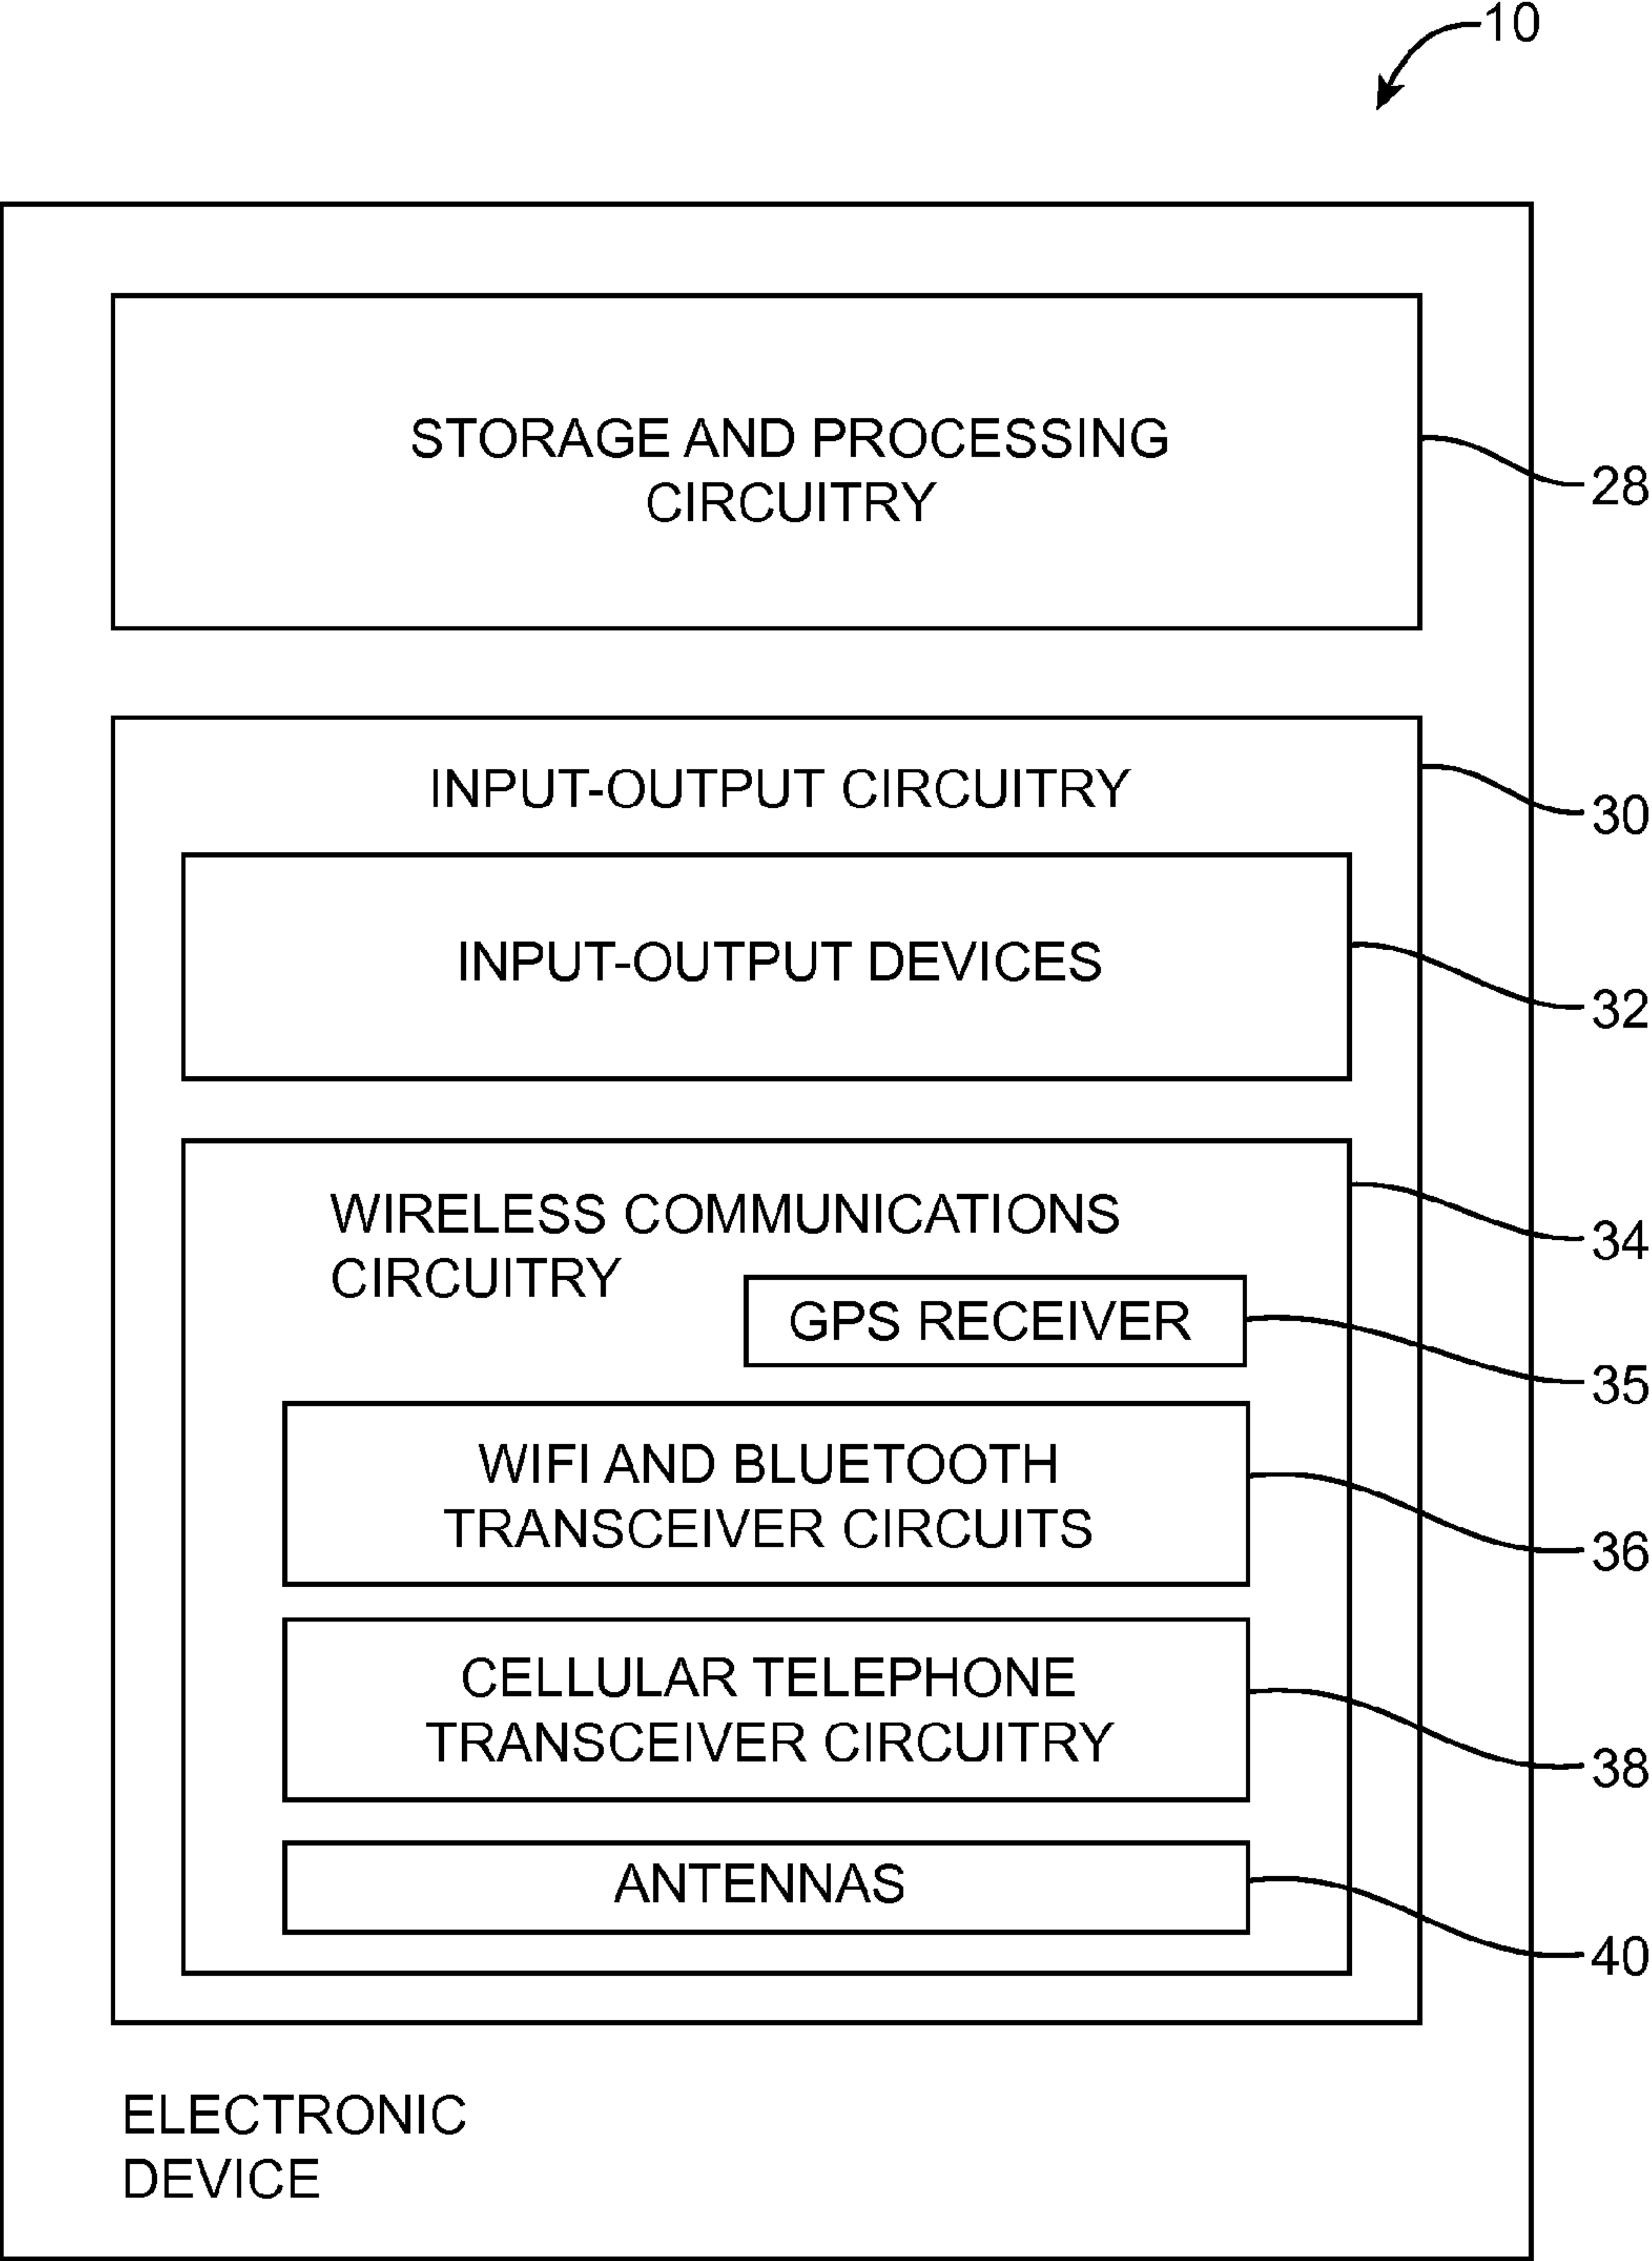 10
STORAGE AND PROCESSING
CIRCUITRY
28
INPUT-OUTPUT CIRCUITRY
30
INPUT-OUTPUT DEVICES
32
WIRELESS COMMUNICATIONS
CIRCUITRY
34
GPS RECEIVER
35
WIFI AND BLUETOOTH
TRANSCEIVER CIRCUITS
36
CELLULAR TELEPHONE
TRANSCEIVER CIRCUITRY
38
ANTENNAS
40
ELECTRONIC
DEVICE